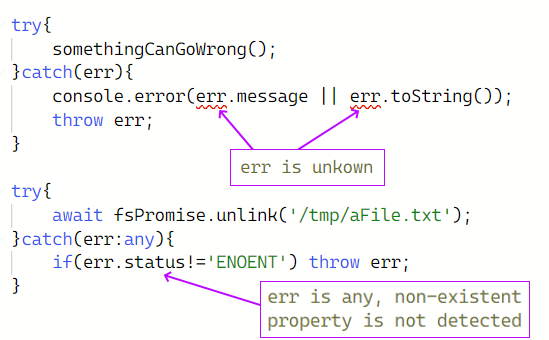 try{
    somethingCanGoWrong();
}catch(err){
    console.error(err.message || err.toString());
    throw err;
}
err is unkown
try{
    await fsPromise.unlink('/tmp/aFile.txt');
}catch(err:any){
    if(err.status!='ENOENT') throw err;
}
err is any, non-existent
property is not detected